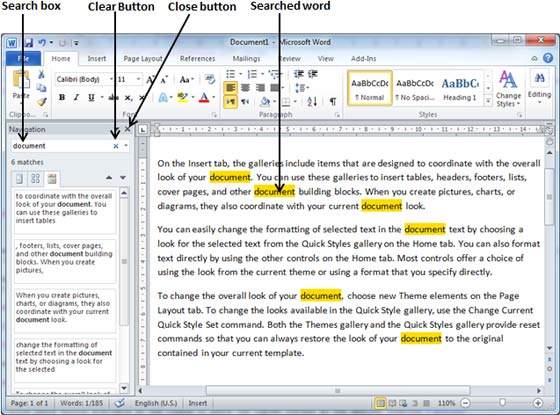 Search box Clear Button Close button Searched word
Document1 - Microsoft Word
File Home Insert Page Layout References Mailings Review View Add-Ins
Paste
Calibri (Body) 11
AaBbCcDc AaBbCcDc AaBbCc
¶ Normal ¶ No Spaci... Heading 1
Change Styles Editing
Clipboard Font Paragraph Styles
Navigation
document
6 matches
to coordinate with the overall
look of your document. You
can use these galleries to
insert tables
, footers, lists, cover pages,
and other document building
blocks. When you create
pictures,
When you create pictures,
charts, or diagrams, they also
coordinate with your current
document look.
change the formatting of
selected text in the document
text by choosing a look for
the selected
To change the overall look of
On the Insert tab, the galleries include items that are designed to coordinate with the overall
look of your document. You can use these galleries to insert tables, headers, footers, lists,
cover pages, and other document building blocks. When you create pictures, charts, or
diagrams, they also coordinate with your current document look.
You can easily change the formatting of selected text in the document text by choosing a
look for the selected text from the Quick Styles gallery on the Home tab. You can also format
text directly by using the other controls on the Home tab. Most controls offer a choice of
using the look from the current theme or using a format that you specify directly.
To change the overall look of your document, choose new Theme elements on the Page
Layout tab. To change the looks available in the Quick Style gallery, use the Change
Current Quick Style Set command. Both the Themes gallery and the Quick Styles gallery provide reset
commands so that you can always restore the look of your document to the original
contained in your current template.
Page: 1 of 1 Words: 1/185 English (U.S.) Insert 110%